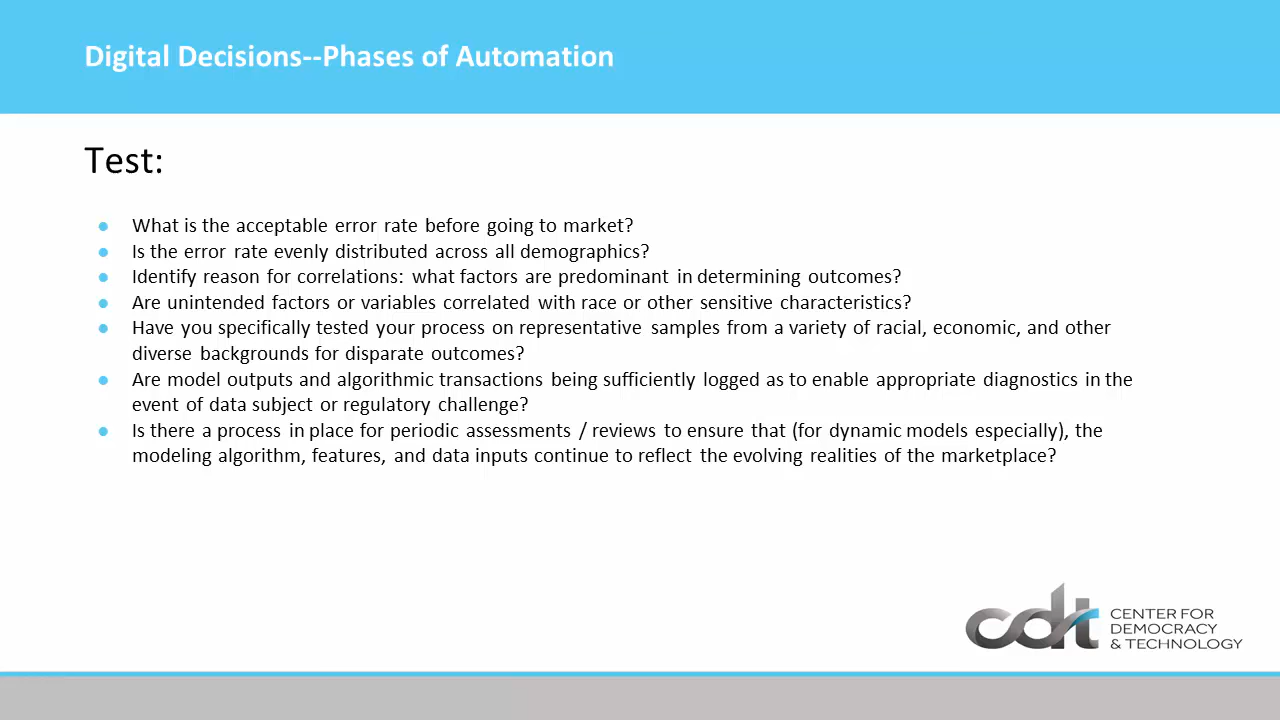 Digital Decisions--Phases of Automation
Test:
● What is the acceptable error rate before going to market?
● Is the error rate evenly distributed across all demographics?
● Identify reason for correlations: what factors are predominant in determining outcomes?
● Are unintended factors or variables correlated with race or other sensitive characteristics?
● Have you specifically tested your process on representative samples from a variety of racial, economic, and other
diverse backgrounds for disparate outcomes?
● Are model outputs and algorithmic transactions being sufficiently logged as to enable appropriate diagnostics in the
event of data subject or regulatory challenge?
● Is there a process in place for periodic assessments / reviews to ensure that (for dynamic models especially), the
modeling algorithm, features, and data inputs continue to reflect the evolving realities of the marketplace?
cdt
CENTER FOR
DEMOCRACY
& TECHNOLOGY